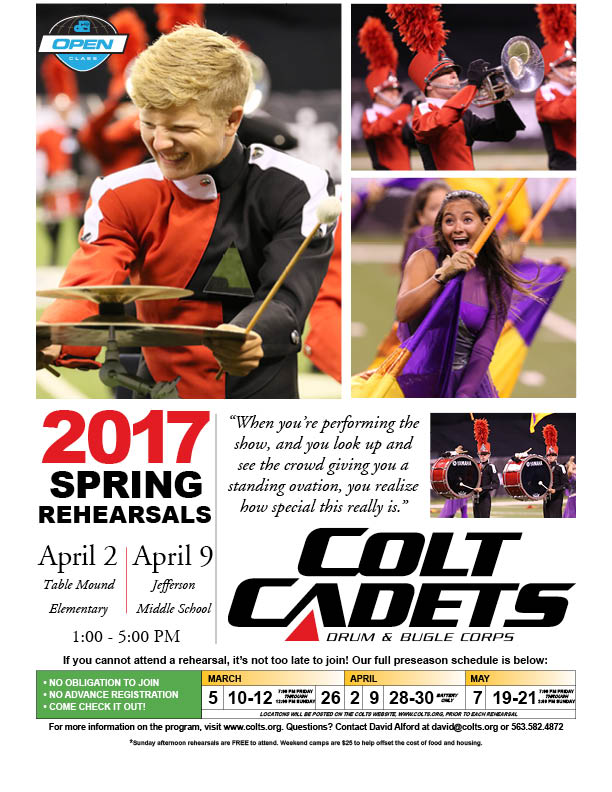 dci
OPEN
CLASS
2017
SPRING
REHEARSALS
April 2
Table Mound
Elementary
April 9
Jefferson
Middle School
1:00 - 5:00 PM
“When you’re performing the
show, and you look up and
see the crowd giving you a
standing ovation, you realize
how special this really is.”
YAMAHA
YAMAHA
COLT
CADETS
DRUM & BUGLE CORPS
If you cannot attend a rehearsal, it’s not too late to join! Our full preseason schedule is below:
• NO OBLIGATION TO JOIN
• NO ADVANCE REGISTRATION
• COME CHECK IT OUT!
MARCH
5 10-12 7:00 PM FRIDAY THROUGH 12:00 PM SUNDAY 26
APRIL
2 9 28-30 BATTERY ONLY
MAY
7 19-21 7:00 PM FRIDAY THROUGH 3:00 PM SUNDAY
LOCATIONS WILL BE POSTED ON THE COLTS WEBSITE, WWW.COLTS.ORG, PRIOR TO EACH REHEARSAL
For more information on the program, visit www.colts.org. Questions? Contact David Alford at david@colts.org or 563.582.4872
*Sunday afternoon rehearsals are FREE to attend. Weekend camps are $25 to help offset the cost of food and housing.